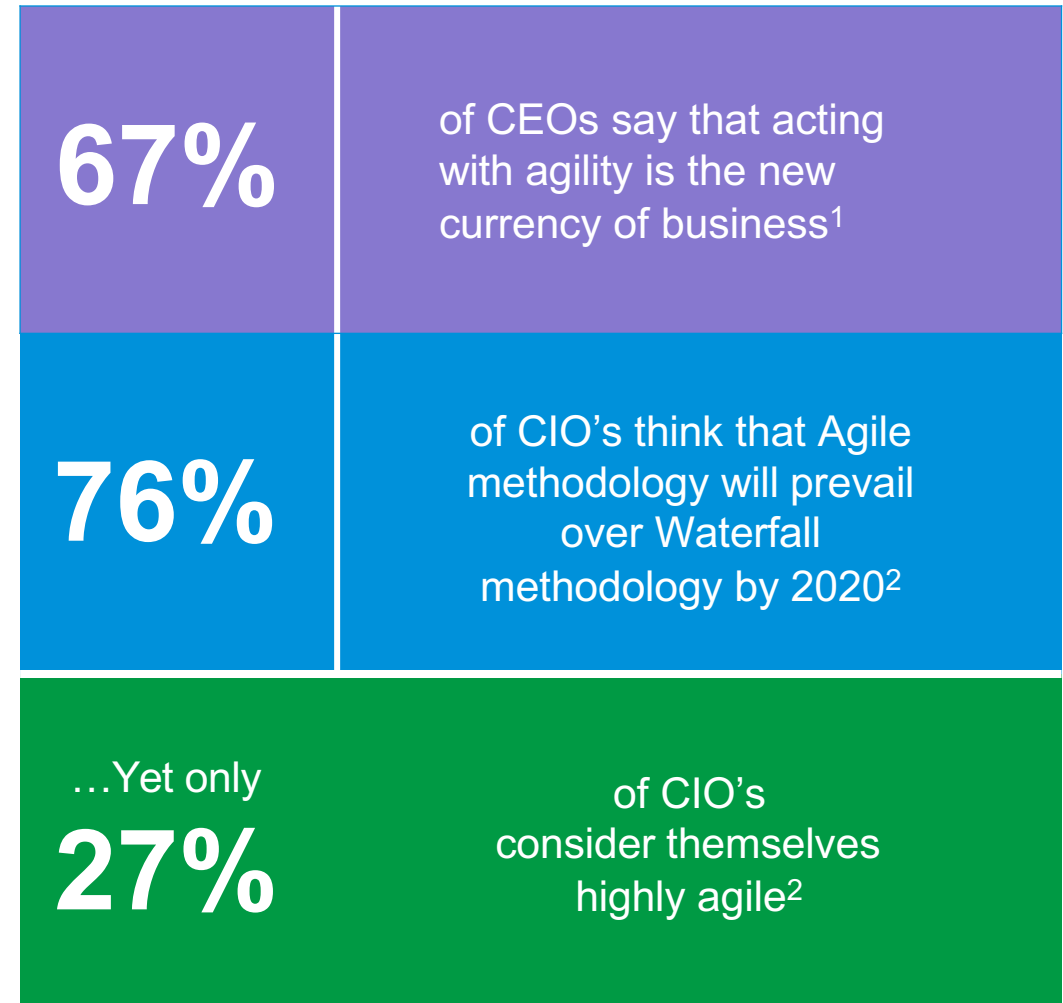 67%
of CEOs say that acting
with agility is the new
currency of business¹
76%
of CIO’s think that Agile
methodology will prevail
over Waterfall
methodology by 2020²
…Yet only
27%
of CIO’s
consider themselves
highly agile²